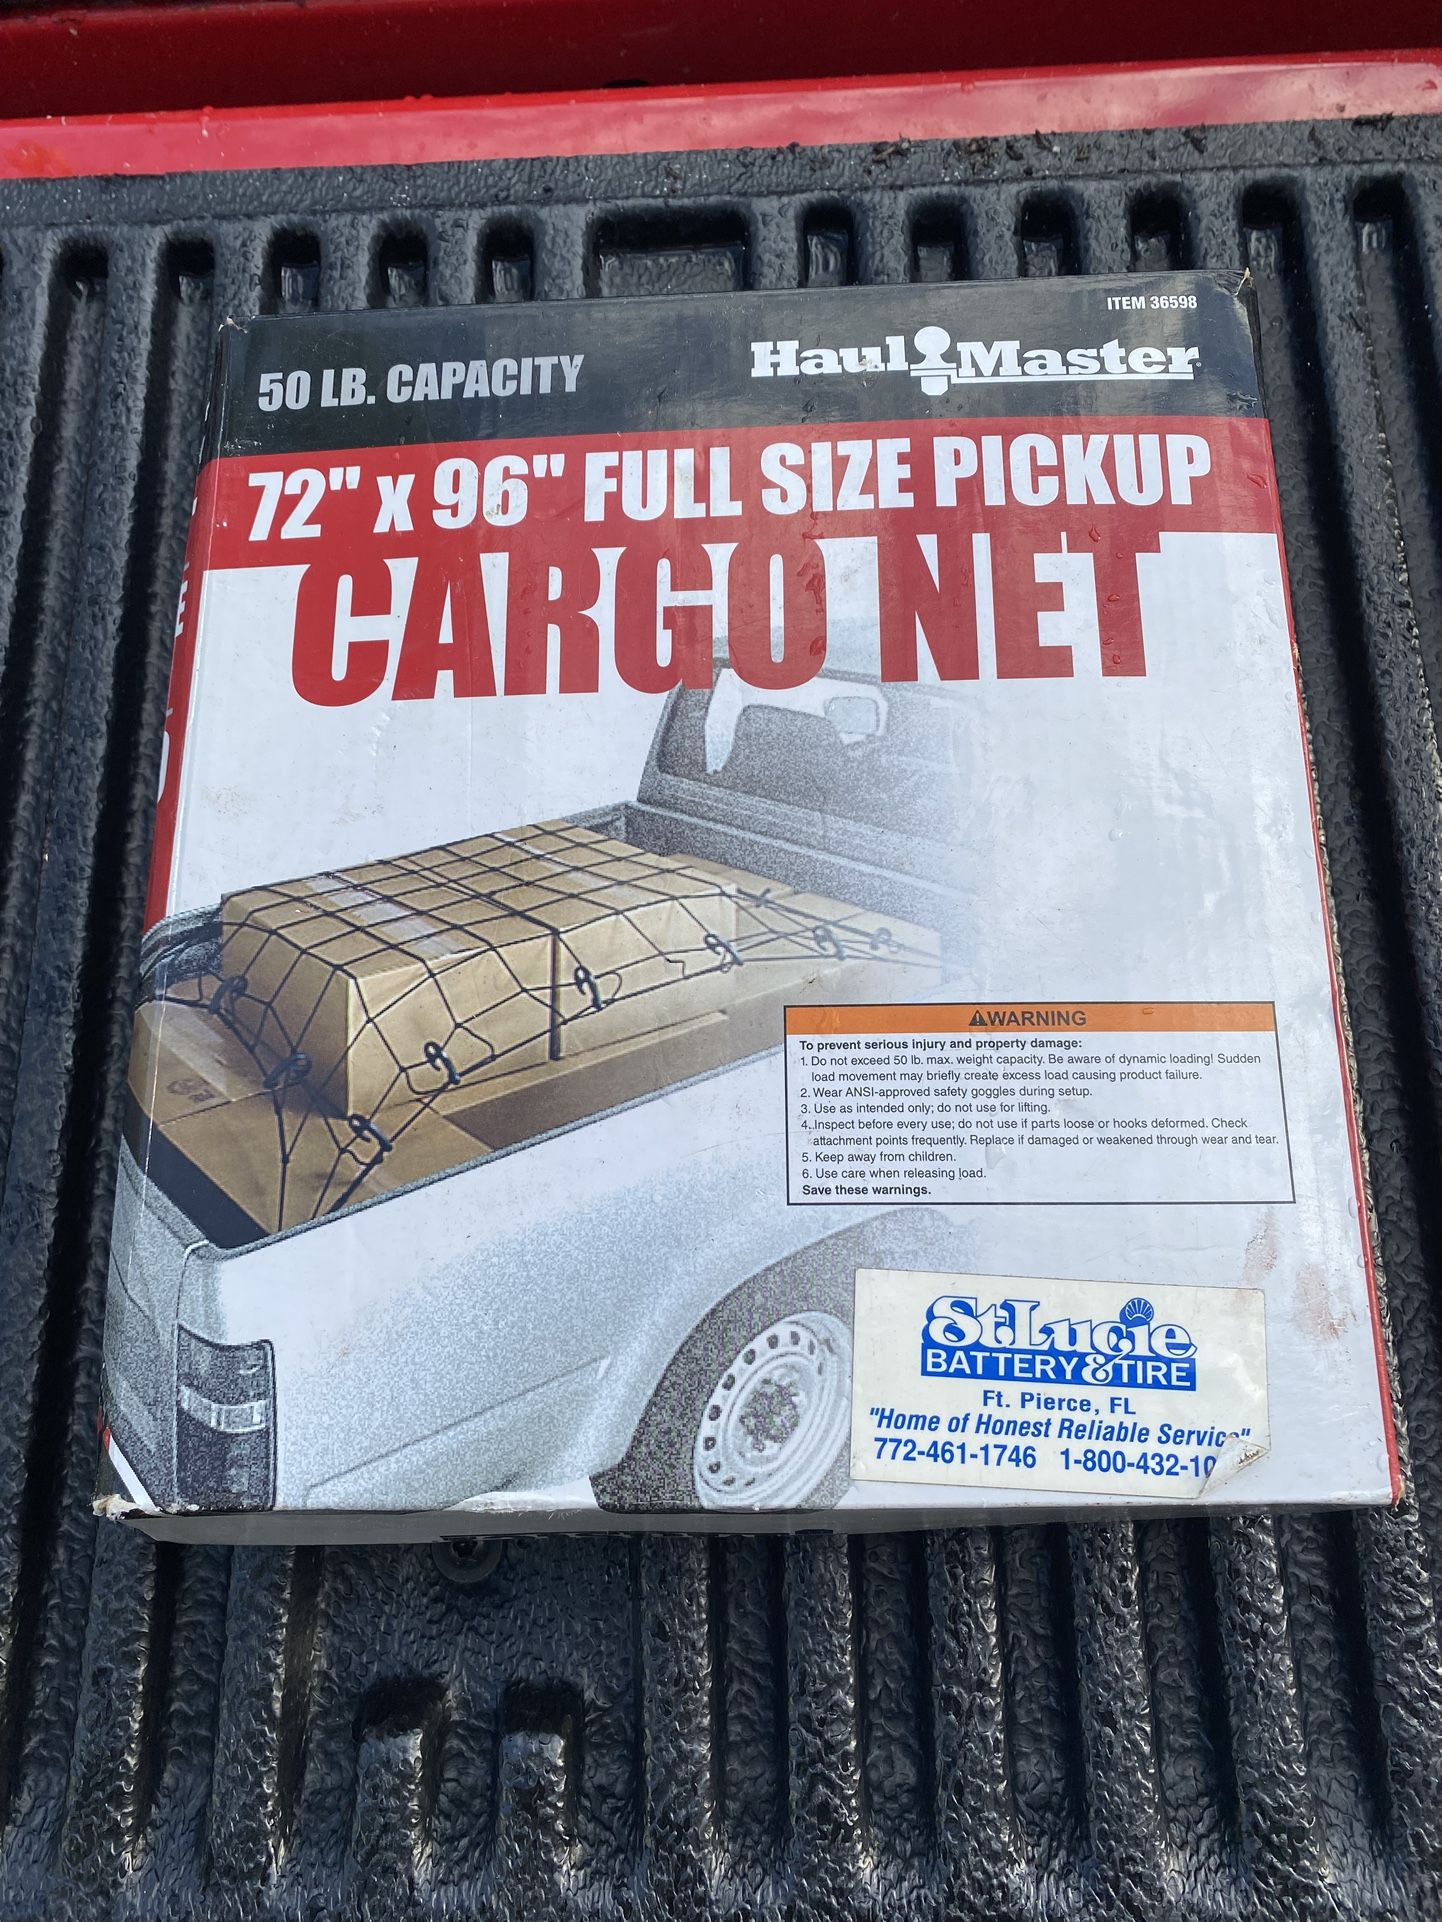 ITEM 36598
50 LB. CAPACITY
Haul Master
72" x 96" FULL SIZE PICKUP
CARGO NET
⚠WARNING
To prevent serious injury and property damage:
1. Do not exceed 50 lb. max. weight capacity. Be aware of dynamic loading! Sudden
load movement may briefly create excess load causing product failure.
2. Wear ANSI-approved safety goggles during setup.
3. Use as intended only; do not use for lifting.
4. Inspect before every use; do not use if parts loose or hooks deformed. Check
attachment points frequently. Replace if damaged or weakened through wear and tear.
5. Keep away from children.
6. Use care when releasing load.
Save these warnings.
St. Lucie
BATTERY & TIRE
Ft. Pierce, FL
"Home of Honest Reliable Service"
772-461-1746 1-800-432-10